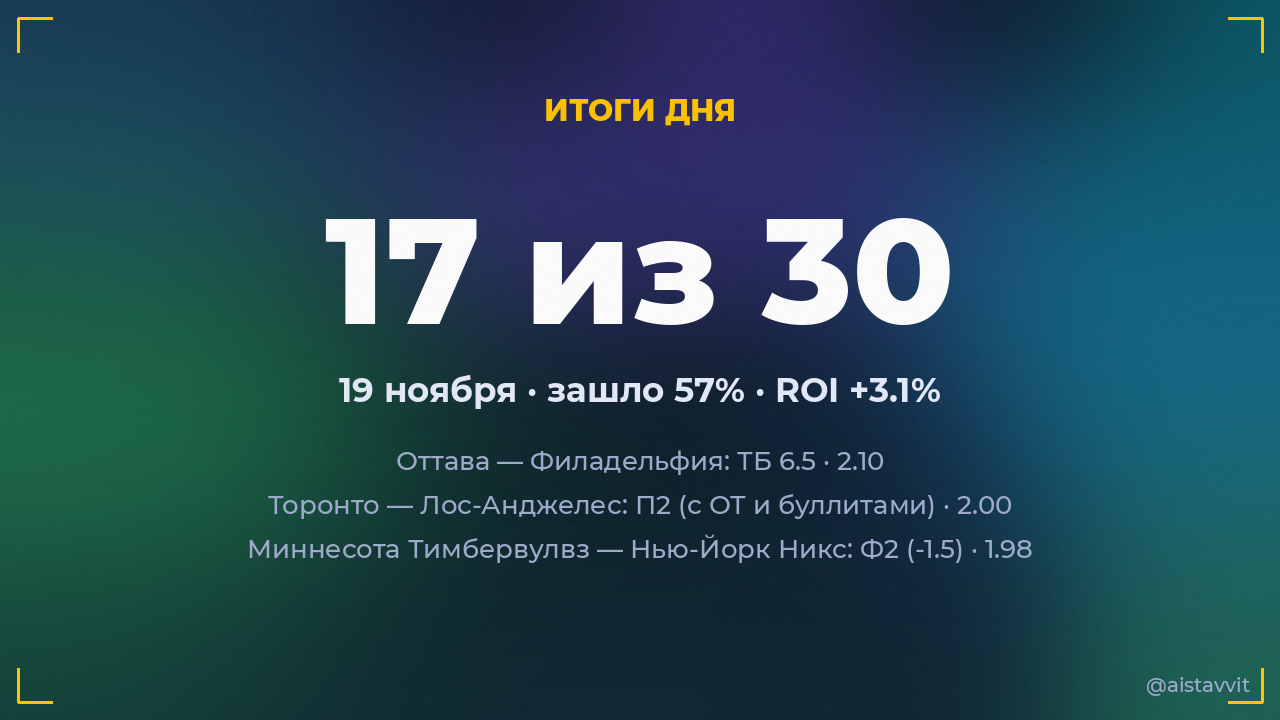 ИТОГИ ДНЯ
17 из 30
19 ноября · зашло 57% · ROI +3.1%
Оттава — Филадельфия: ТБ 6.5 · 2.10
Торонто — Лос-Анджелес: П2 (с ОТ и буллитами) · 2.00
Миннесота Тимбервулвз — Нью-Йорк Никс: Ф2 (-1.5) · 1.98
@aistavvit